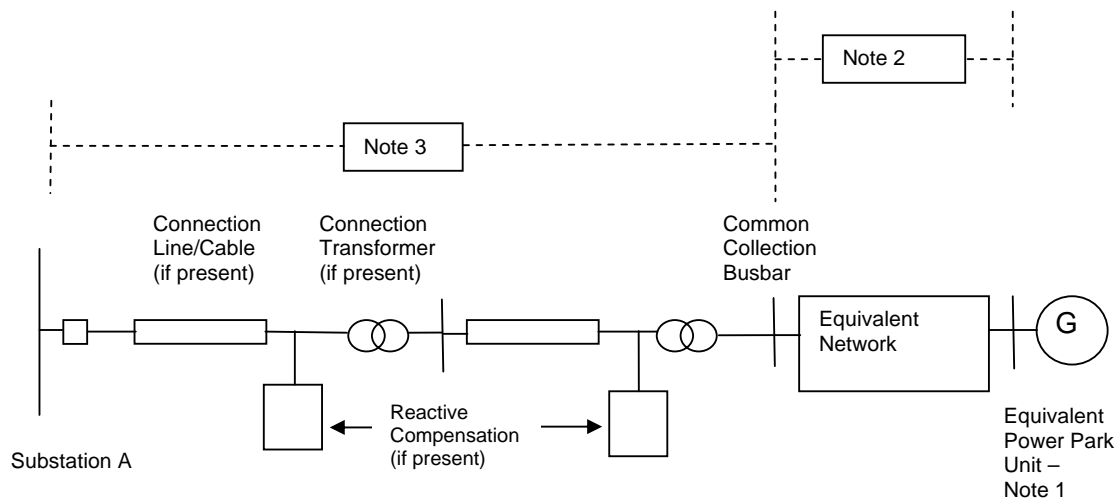 Note 2
Note 3
Connection
Line/Cable
(if present)
Connection
Transformer
(if present)
Common
Collection
Busbar
Equivalent
Network
G
Reactive
Compensation
(if present)
Substation A
Equivalent
Power Park
Unit –
Note 1